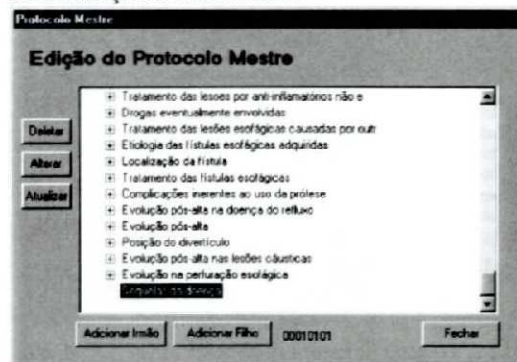 Protocolo Mestre
Edição do Protocolo Mestre
Tratamento das lesões por anti-inflamatórios não e
Drogas eventualmente envolvidas
Tratamento das lesões esofágicas causadas por outr
Etiologia das fístulas esofágicas adquiridas
Localização da fístula
Tratamento das fístulas esofágicas
Complicações inerentes ao uso da prótese
Evolução pós-alta na doença do refluxo
Evolução pós-alta
Posição do divertículo
Evolução pós-alta nas lesões cáusticas
Evolução na perfuração esofágica
Sequelas da doença
Deletar
Alterar
Atualizar
Adicionar Irmão
Adicionar Filho
00010101
Fechar